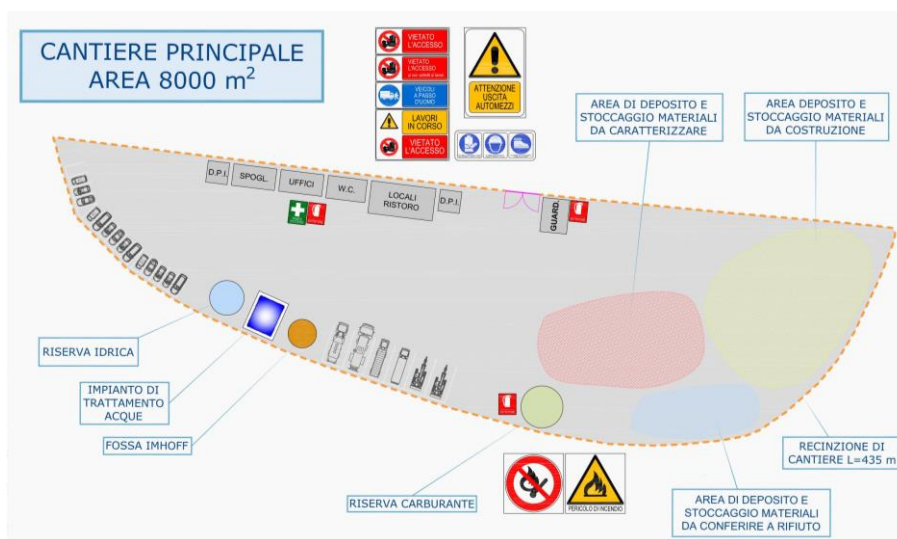 CANTIERE PRINCIPALE
AREA 8000 m²
VIETATO
L'ACCESSO
VIETATO
L'ACCESSO
VEICOLI
A PASSO
D'UOMO
LAVORI
IN CORSO
VIETATO
L'ACCESSO
ATTENZIONE
USCITA
AUTOMEZZI
AREA DI DEPOSITO E
STOCCAGGIO MATERIALI
DA CARATTERIZZARE
AREA DEPOSITO E
STOCCAGGIO MATERIALI
DA COSTRUZIONE
D.P.I.
SPOGL.
UFFICI
W.C.
LOCALI
RISTORO
D.P.I.
GUARD.
RISERVA IDRICA
IMPIANTO DI
TRATTAMENTO
ACQUE
FOSSA IMHOFF
RISERVA CARBURANTE
PERICOLO DI INCENDIO
RECINZIONE DI
CANTIERE L=435 m
AREA DI DEPOSITO E
STOCCAGGIO MATERIALI
DA CONFERIRE A RIFIUTO